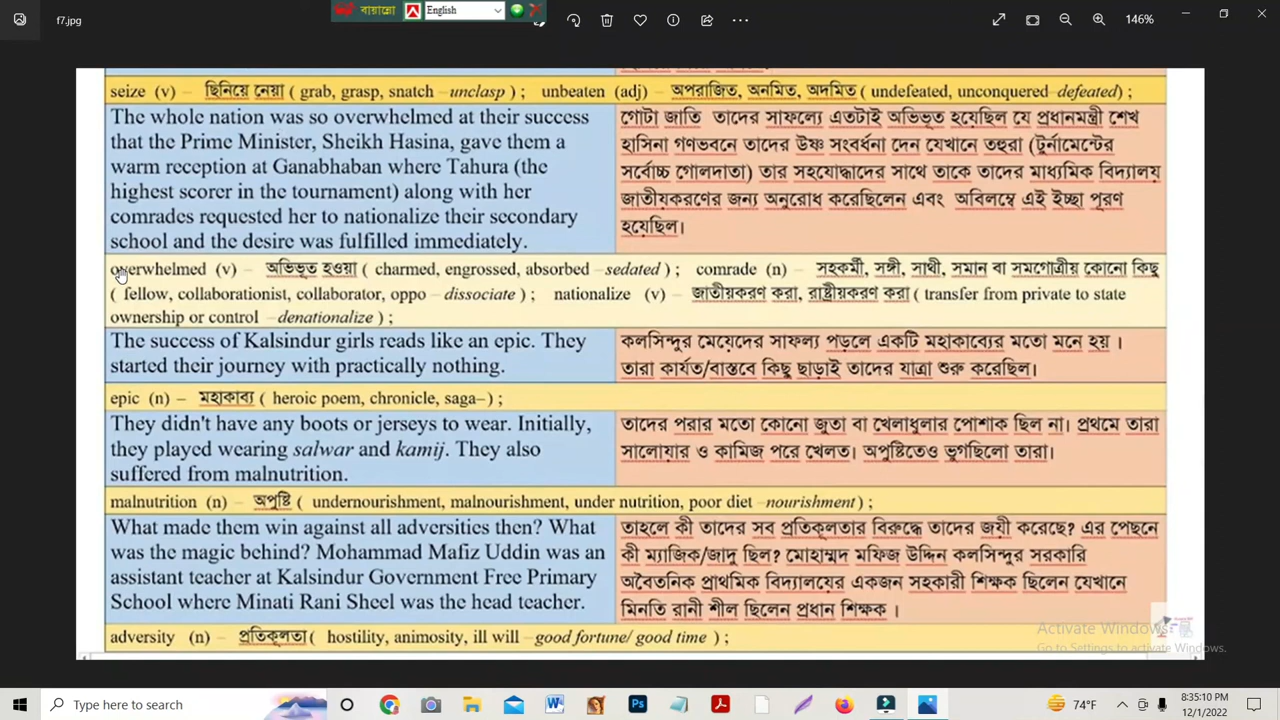 f7.jpg
বায়ান্নো
English
146%
seize (v) – ছিনিয়ে নেয়া ( grab, grasp, snatch –unclasp ) ; unbeaten (adj) – অপরাজিত, অনমিত, অদমিত ( undefeated, unconquered–defeated) ;
The whole nation was so overwhelmed at their success
that the Prime Minister, Sheikh Hasina, gave them a
warm reception at Ganabhaban where Tahura (the
highest scorer in the tournament) along with her
comrades requested her to nationalize their secondary
school and the desire was fulfilled immediately.
গোটা জাতি তাদের সাফল্যে এতটাই অভিভূত হয়েছিল যে প্রধানমন্ত্রী শেখ
হাসিনা গণভবনে তাদের উষ্ণ সংবর্ধনা দেন যেখানে তহুরা (টুর্নামেন্টের
সর্বোচ্চ গোলদাতা) তার সহযোদ্ধাদের সাথে তাকে তাদের মাধ্যমিক বিদ্যালয়
জাতীয়করণের জন্য অনুরোধ করেছিলেন এবং অবিলম্বে এই ইচ্ছা পূরণ
হয়েছিল।
overwhelmed (v) – অভিভূত হওয়া ( charmed, engrossed, absorbed –sedated ) ; comrade (n) – সহকর্মী, সঙ্গী, সাথী, সমান বা সমগোত্রীয় কোনো কিছু
( fellow, collaborationist, collaborator, oppo – dissociate ) ; nationalize (v) – জাতীয়করণ করা, রাষ্ট্রীয়করণ করা ( transfer from private to state
ownership or control –denationalize ) ;
The success of Kalsindur girls reads like an epic. They
started their journey with practically nothing.
কলসিন্দুর মেয়েদের সাফল্য পড়লে একটি মহাকাব্যের মতো মনে হয় ।
তারা কার্যত/বাস্তবে কিছু ছাড়াই তাদের যাত্রা শুরু করেছিল।
epic (n) – মহাকাব্য ( heroic poem, chronicle, saga–) ;
They didn't have any boots or jerseys to wear. Initially,
they played wearing salwar and kamij. They also
suffered from malnutrition.
তাদের পরার মতো কোনো জুতা বা খেলাধুলার পোশাক ছিল না। প্রথমে তারা
সালোযার ও কামিজ পরে খেলত। অপুষ্টিতেও ভুগছিলো তারা।
malnutrition (n) – অপুষ্টি ( undernourishment, malnourishment, under nutrition, poor diet –nourishment) ;
What made them win against all adversities then? What
was the magic behind? Mohammad Mafiz Uddin was an
assistant teacher at Kalsindur Government Free Primary
School where Minati Rani Sheel was the head teacher.
তাহলে কী তাদের সব প্রতিকূলতার বিরুদ্ধে তাদের জয়ী করেছে? এর পেছনে
কী ম্যাজিক/জাদু ছিল? মোহাম্মদ মফিজ উদ্দিন কলসিন্দুর সরকারি
অবৈতনিক প্রাথমিক বিদ্যালয়ের একজন সহকারী শিক্ষক ছিলেন যেখানে
মিনতি রানী শীল ছিলেন প্রধান শিক্ষক ।
adversity (n) – প্রতিকূলতা ( hostility, animosity, ill will –good fortune/ good time ) ;
Activate Windows
Go to Settings to activate Windows.
Type here to search
74°F
8:35:10 PM
12/1/2022